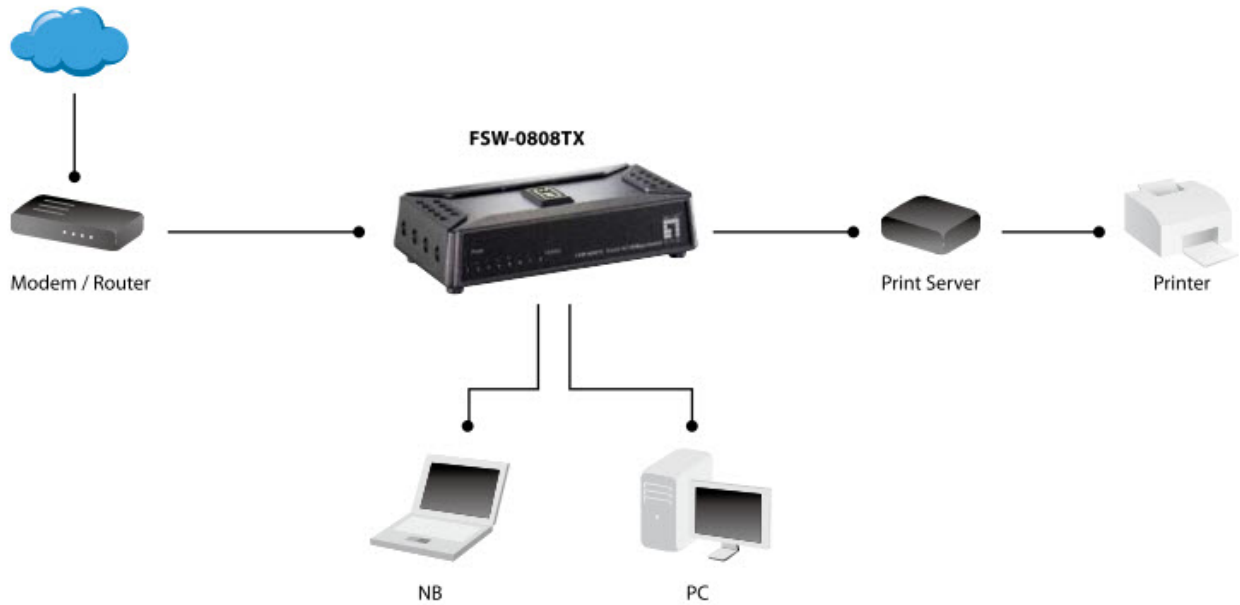 FSW-0808TX
Modem / Router
Print Server
Printer
NB
PC